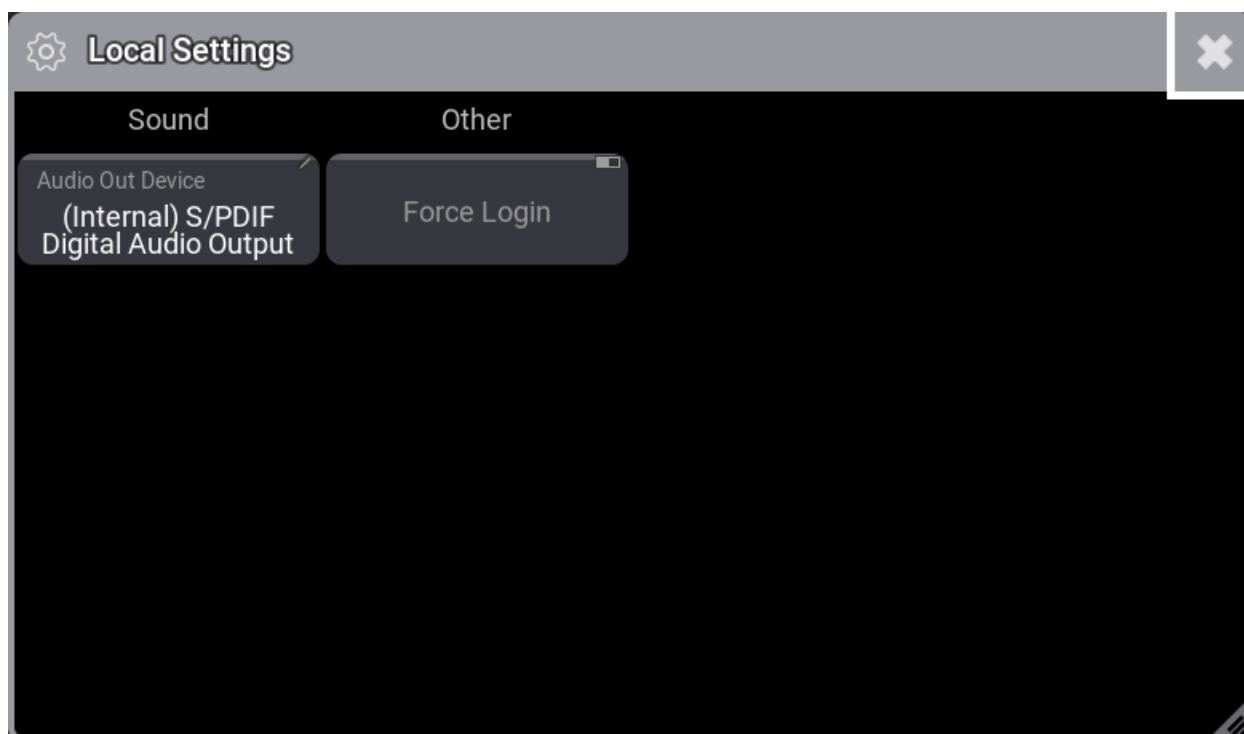 Local Settings
Sound
Other
Audio Out Device
(Internal) S/PDIF
Digital Audio Output
Force Login